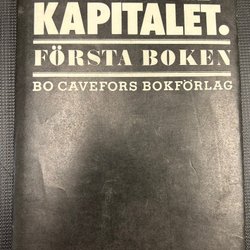 KAPITALET.
FÖRSTA BOKEN
BO CAVEFORS BOKFÖRLAG